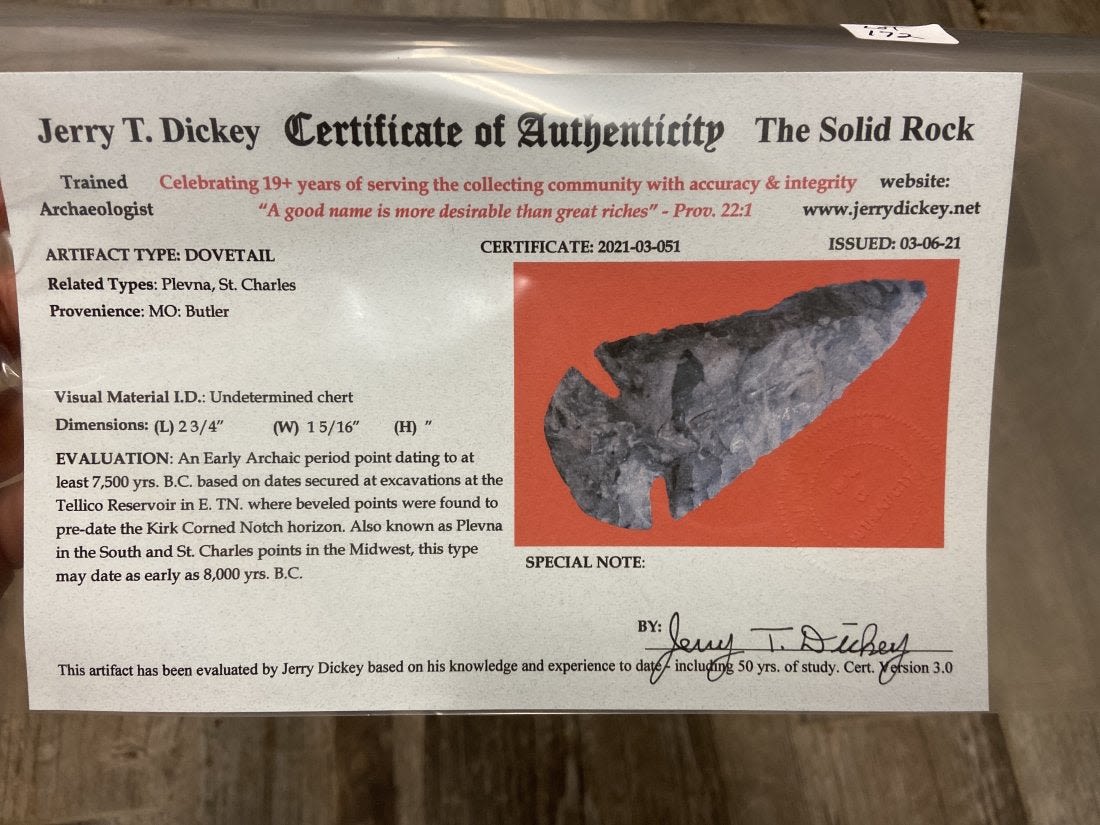 172
Jerry T. Dickey Certificate of Authenticity The Solid Rock
Trained Celebrating 19+ years of serving the collecting community with accuracy & integrity website:
Archaeologist "A good name is more desirable than great riches" - Prov. 22:1 www.jerrydickey.net
ARTIFACT TYPE: DOVETAIL CERTIFICATE: 2021-03-051 ISSUED: 03-06-21
Related Types: Plevna, St. Charles
Provenience: MO: Butler
Visual Material I.D.: Undetermined chert
Dimensions: (L) 2 3/4" (W) 1 5/16" (H) "
EVALUATION: An Early Archaic period point dating to at
least 7,500 yrs. B.C. based on dates secured at excavations at the
Tellico Reservoir in E. TN. where beveled points were found to
pre-date the Kirk Corned Notch horizon. Also known as Plevna
in the South and St. Charles points in the Midwest, this type
may date as early as 8,000 yrs. B.C.
SPECIAL NOTE:
BY: Jerry T. Dickey
This artifact has been evaluated by Jerry Dickey based on his knowledge and experience to date - including 50 yrs. of study. Cert. Version 3.0